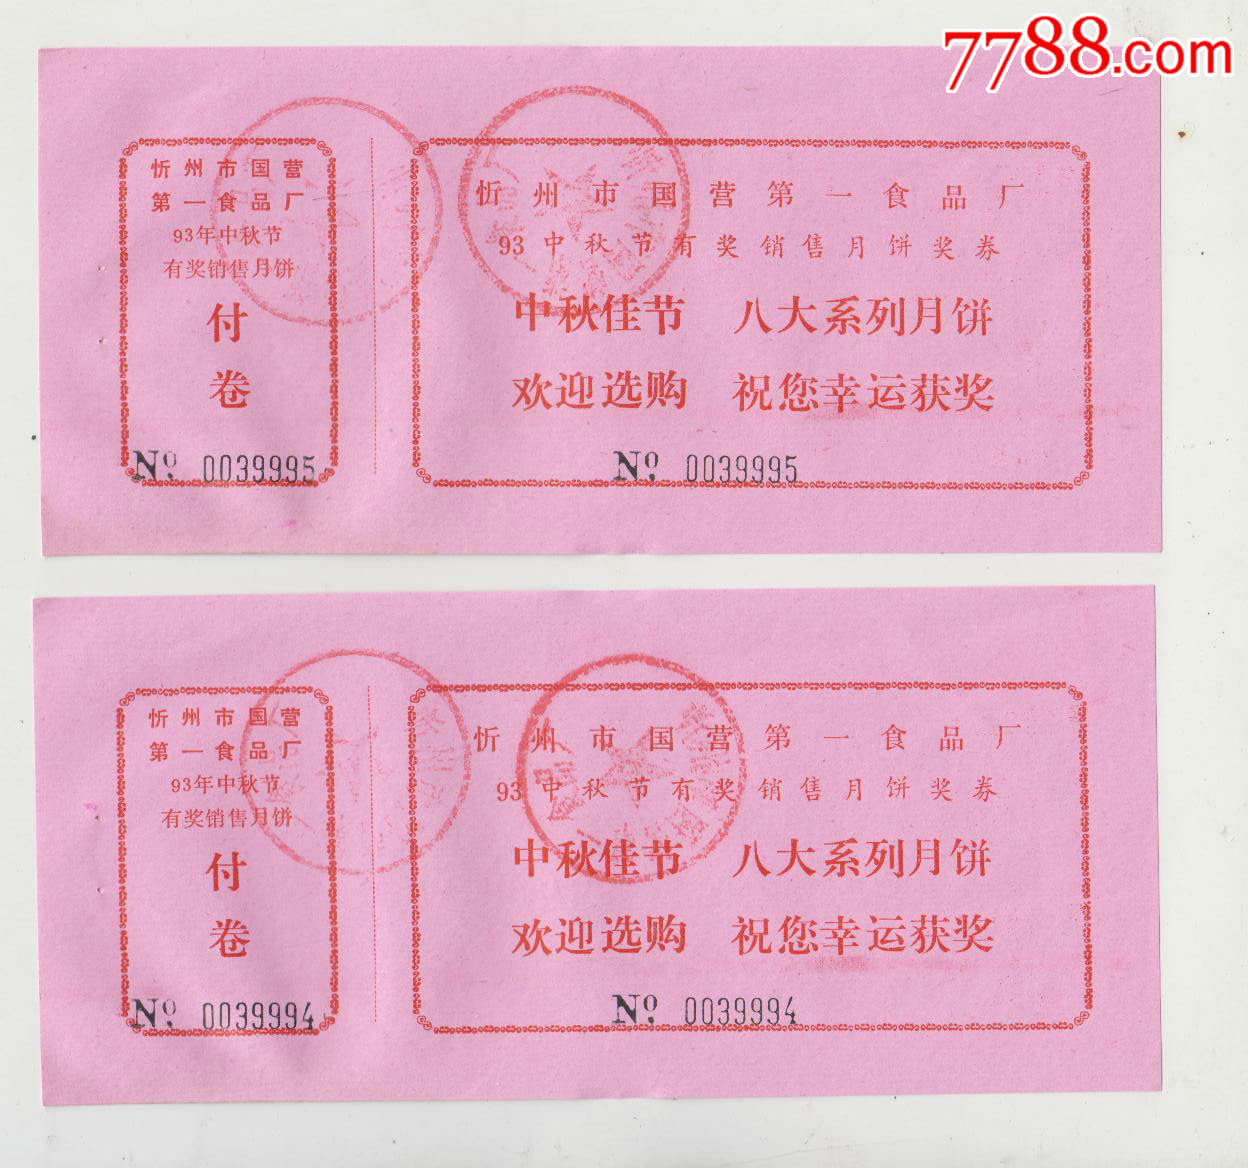 7788.com
忻州市国营
第一食品厂
93年中秋节
有奖销售月饼
付
卷
No 0039995
忻州市国营第一食品厂
93中秋节有奖销售月饼奖券
中秋佳节 八大系列月饼
欢迎选购 祝您幸运获奖
No 0039995
忻州市国营
第一食品厂
93年中秋节
有奖销售月饼
付
卷
No 0039994
忻州市国营第一食品厂
93中秋节有奖销售月饼奖券
中秋佳节 八大系列月饼
欢迎选购 祝您幸运获奖
No 0039994